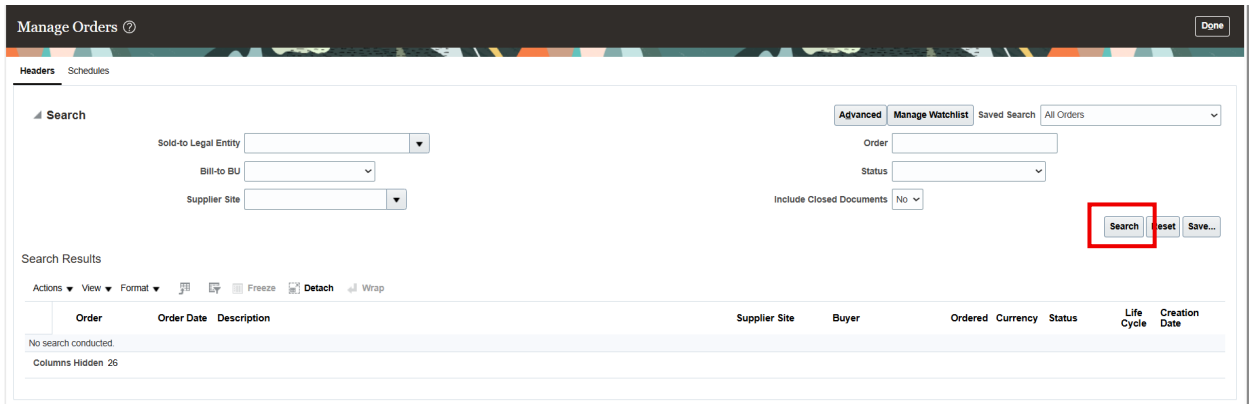 Manage Orders ?
Done
Headers Schedules
Search
Advanced Manage Watchlist Saved Search All Orders
Sold-to Legal Entity
Order
Bill-to BU
Status
Supplier Site
Include Closed Documents No
Search Reset Save...
Search Results
Actions View Format Freeze Detach Wrap
Order Order Date Description Supplier Site Buyer Ordered Currency Status Life Cycle Creation Date
No search conducted.
Columns Hidden 26